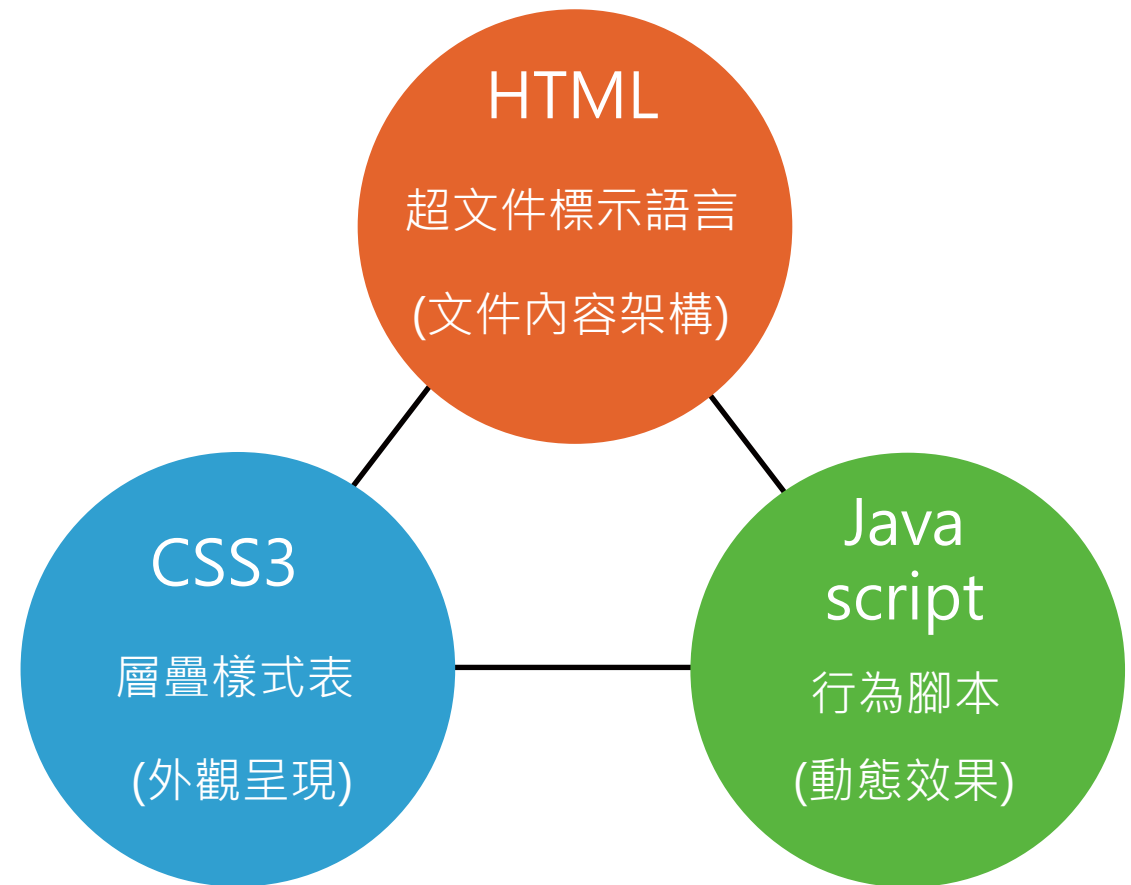 HTML
超文件標示語言
(文件內容架構)
CSS3
層疊樣式表
(外觀呈現)
Java
script
行為腳本
(動態效果)